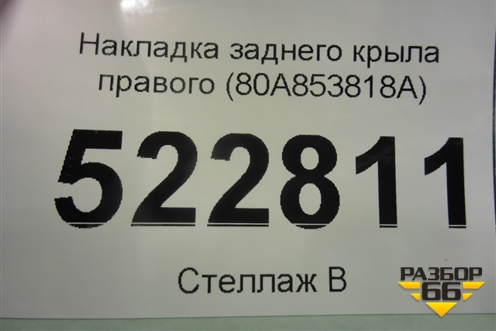 Накладка заднего крыла
правого (80A853818A)
522811
Стеллаж В
РАЗБОР
66